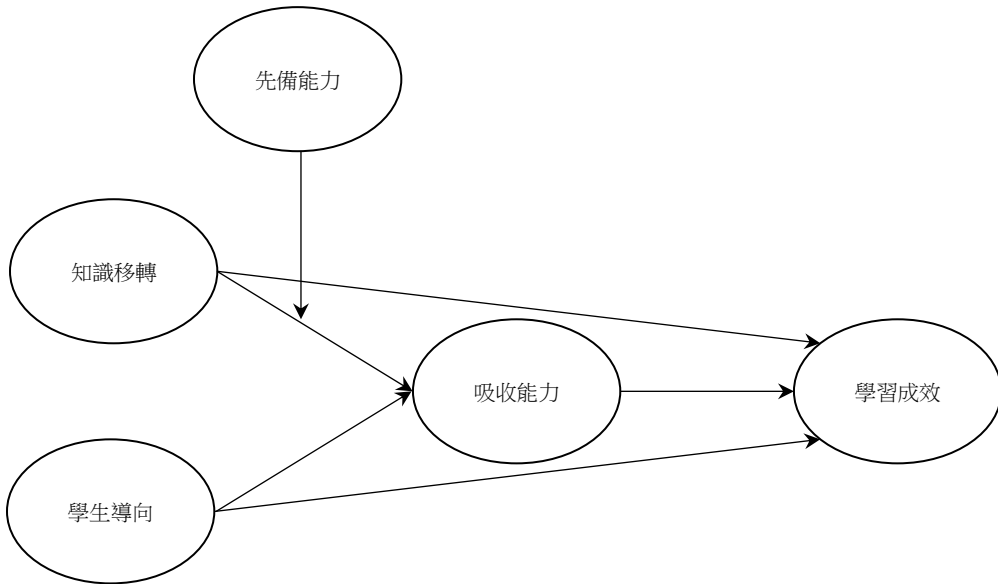 先備能力
知識移轉
吸收能力
學習成效
學生導向